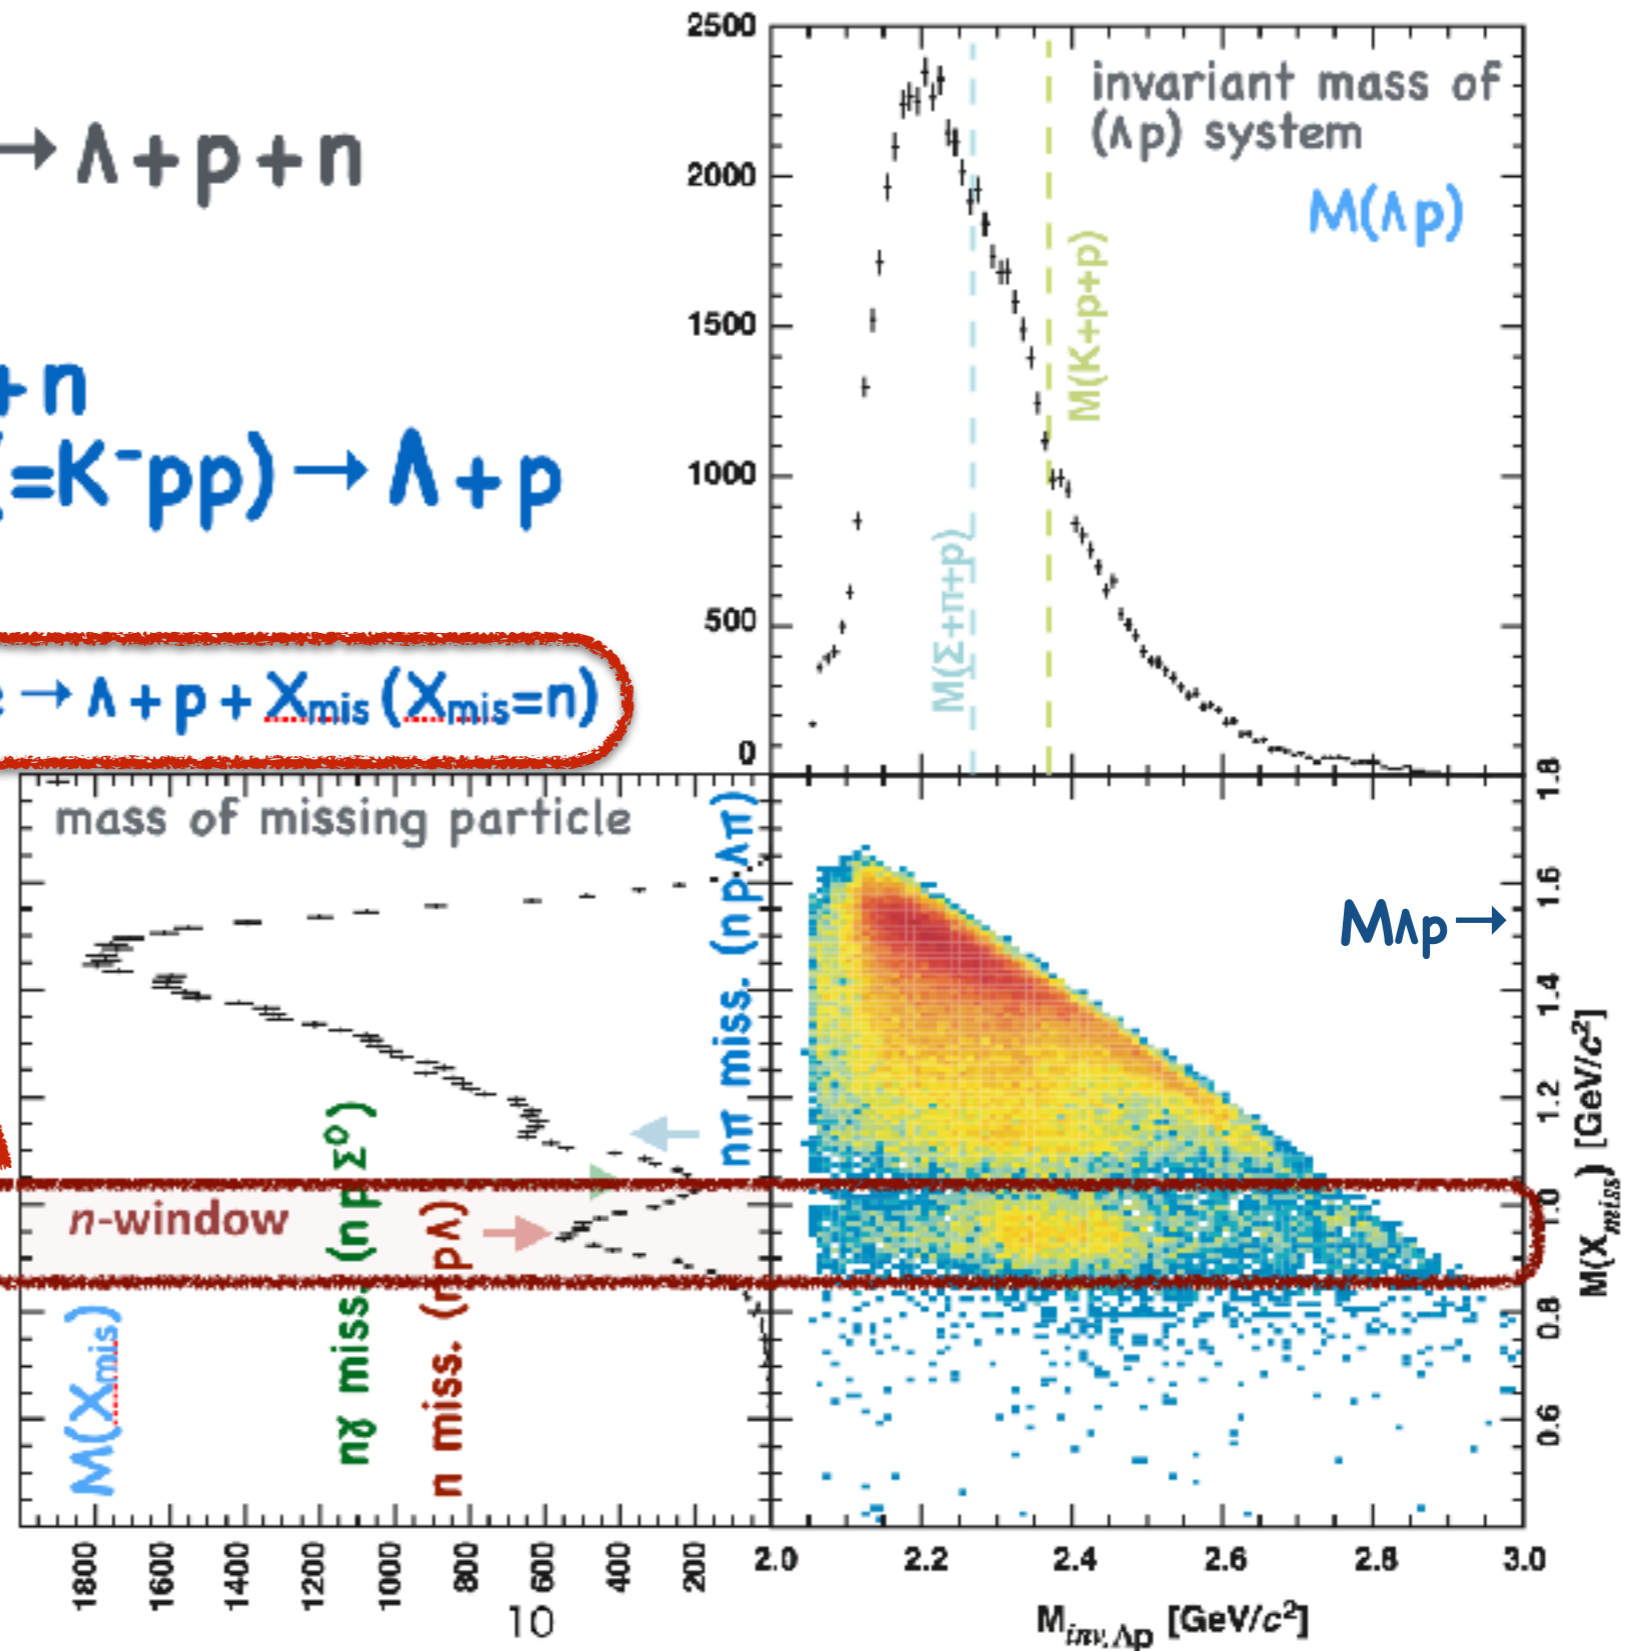 → Λ + p + n
+ n
(=K⁻pp) → Λ + p
→ Λ + p + Xmis (Xmis=n)
2500
2000
1500
1000
500
0
invariant mass of
(Λp) system
M(Λp)
M(K+p+p)
M(Σ+π+p)
mass of missing particle
nπ miss. (n p Λπ)
nγ miss. (n p Σ⁰)
n miss. (npΛ)
n-window
M(Xmis)
1800
1600
1400
1200
1000
800
600
400
200
10
MΛp →
1.8
1.6
1.4
1.2
1.0
0.8
0.6
M(Xmiss) [GeV/c²]
2.0
2.2
2.4
2.6
2.8
3.0
Minv,Λp [GeV/c²]